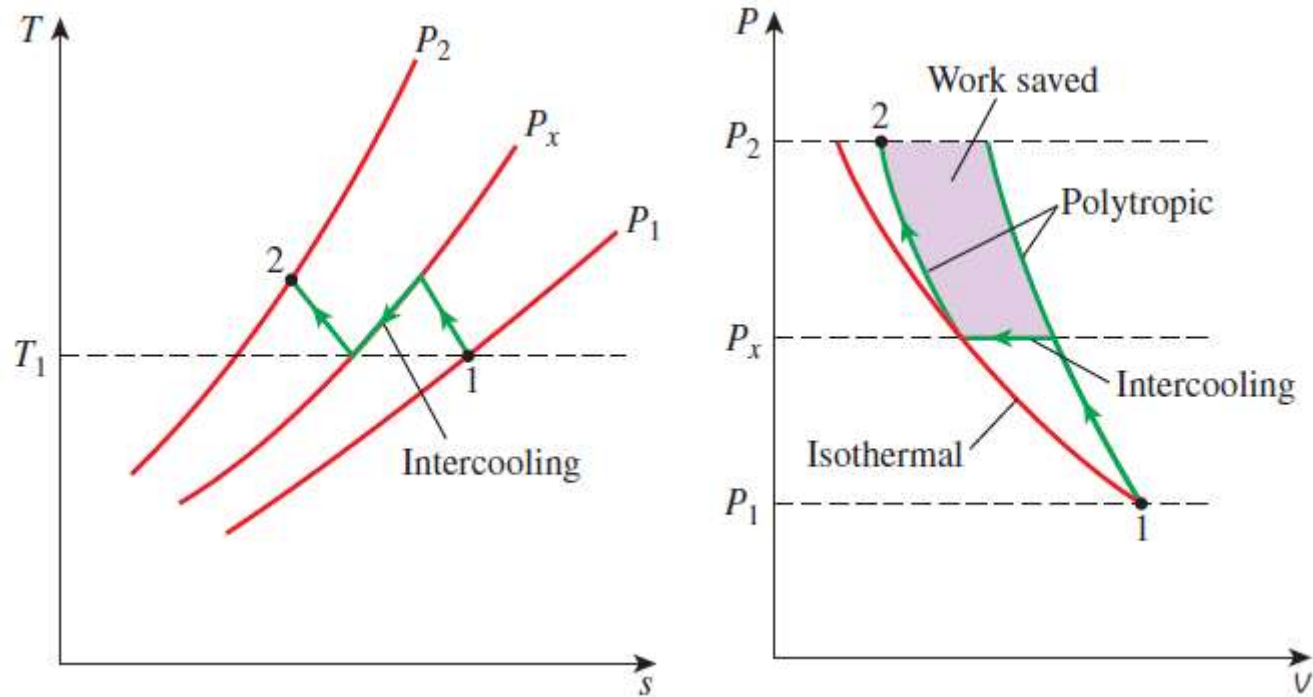 T
P₂
Pₓ
P₁
2
T₁
1
Intercooling
s
P
Work saved
2
P₂
Polytropic
Pₓ
Intercooling
Isothermal
P₁
1
v